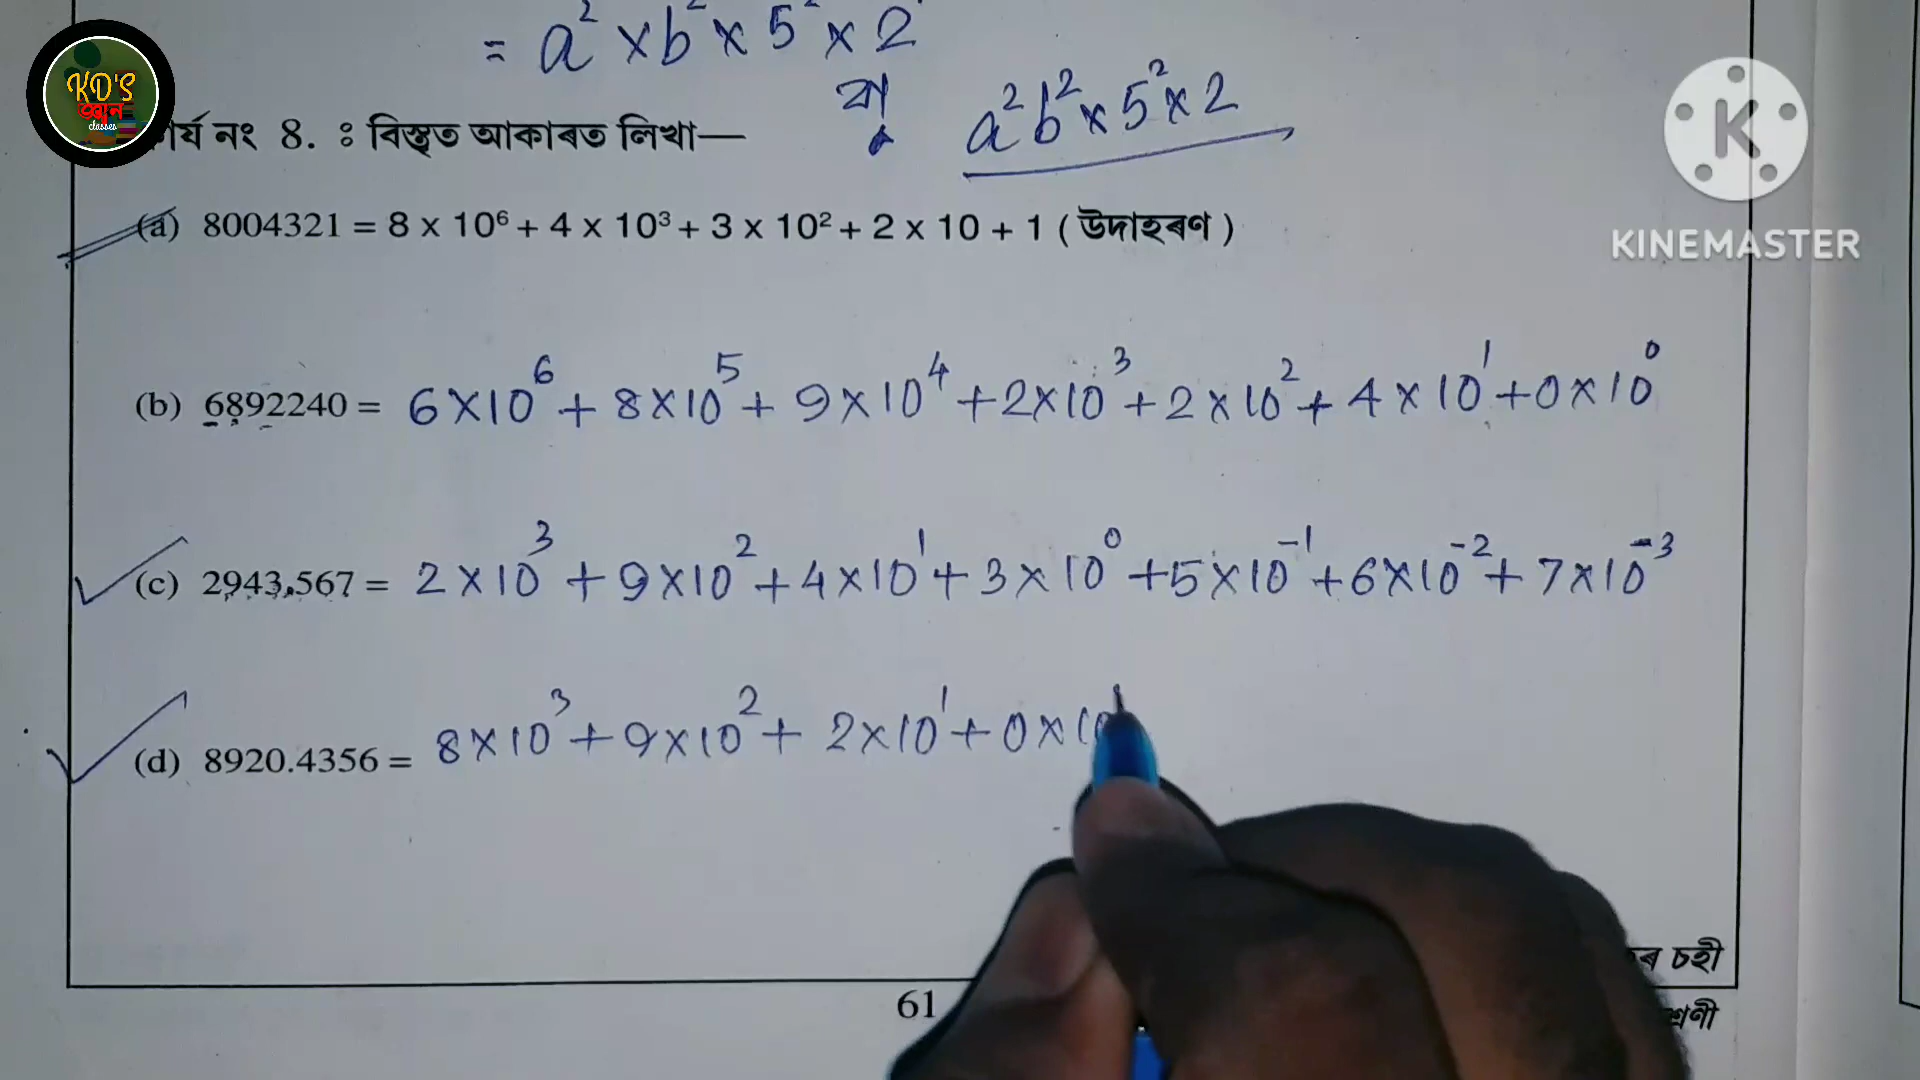 = a² × b² × 5² × 2
বা, a²b² × 5² × 2
KD'S
জ্ঞান
classes
KINEMASTER
নং 8. ঃ বিস্তৃত আকাৰত লিখা—
(a) 8004321 = 8 x 10⁶ + 4 x 10³ + 3 x 10² + 2 x 10 + 1 ( উদাহৰণ )
(b) 6892240 = 6 × 10⁶ + 8 × 10⁵ + 9 × 10⁴ + 2 × 10³ + 2 × 10² + 4 × 10¹ + 0 × 10⁰
(c) 2943.567 = 2 × 10³ + 9 × 10² + 4 × 10¹ + 3 × 10⁰ + 5 × 10⁻¹ + 6 × 10⁻² + 7 × 10⁻³
(d) 8920.4356 = 8 × 10³ + 9 × 10² + 2 × 10¹ + 0 × 10
চহী
61